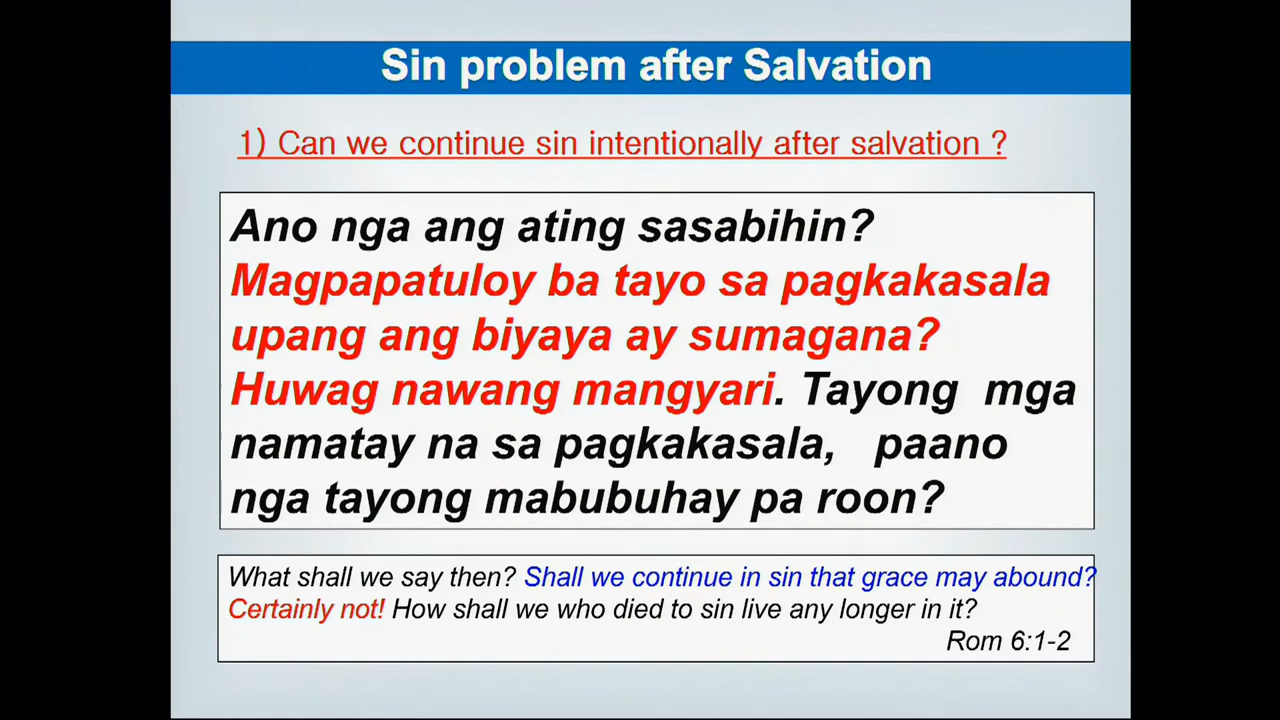 Sin problem after Salvation
1) Can we continue sin intentionally after salvation ?
Ano nga ang ating sasabihin?
Magpapatuloy ba tayo sa pagkakasala
upang ang biyaya ay sumagana?
Huwag nawang mangyari. Tayong mga
namatay na sa pagkakasala, paano
nga tayong mabubuhay pa roon?
What shall we say then? Shall we continue in sin that grace may abound?
Certainly not! How shall we who died to sin live any longer in it?
Rom 6:1-2